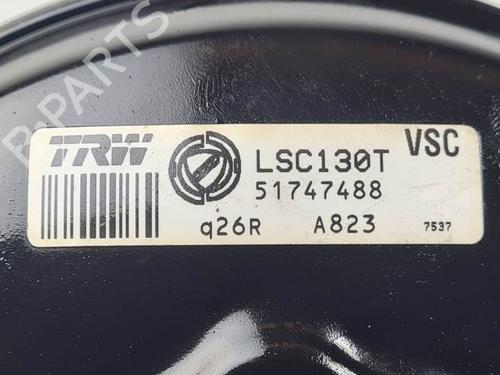 B-PARTS
TRW
LSC130T
VSC
51747488
q26R
A823
7537